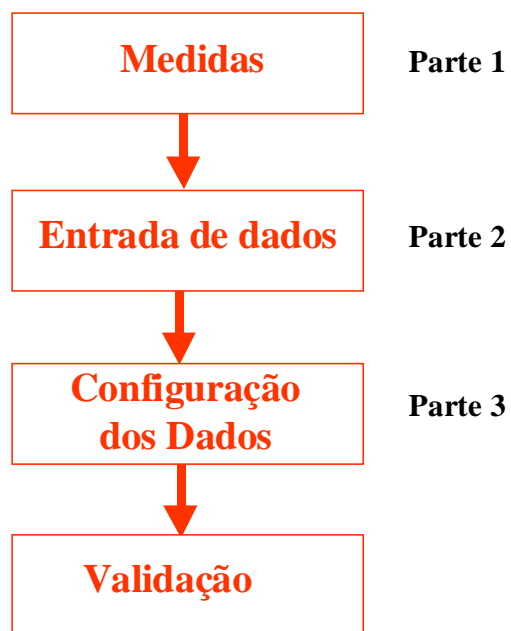 Medidas
Parte 1
Entrada de dados
Parte 2
Configuração
dos Dados
Parte 3
Validação